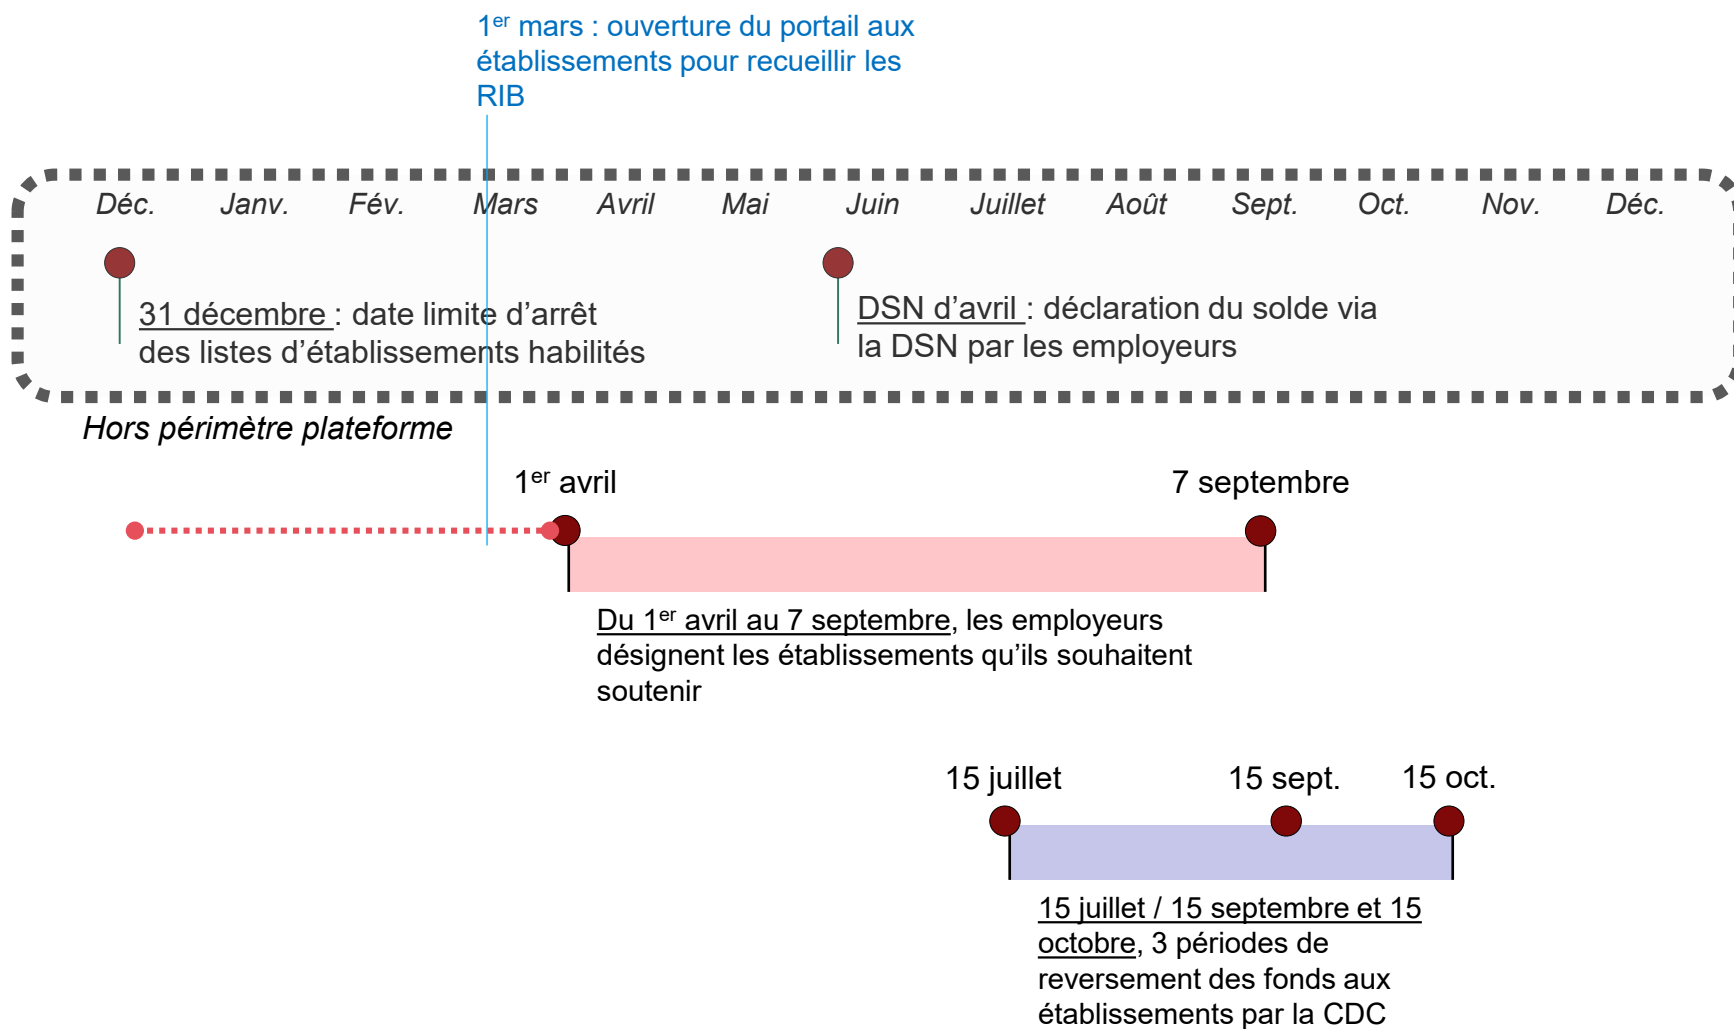 1er mars : ouverture du portail aux
établissements pour recueillir les
RIB
Déc. Janv. Fév. Mars Avril Mai Juin Juillet Août Sept. Oct. Nov. Déc.
31 décembre : date limite d’arrêt
des listes d’établissements habilités
DSN d’avril : déclaration du solde via
la DSN par les employeurs
Hors périmètre plateforme
1er avril
7 septembre
Du 1er avril au 7 septembre, les employeurs
désignent les établissements qu’ils souhaitent
soutenir
15 juillet
15 sept.
15 oct.
15 juillet / 15 septembre et 15
octobre, 3 périodes de
reversement des fonds aux
établissements par la CDC